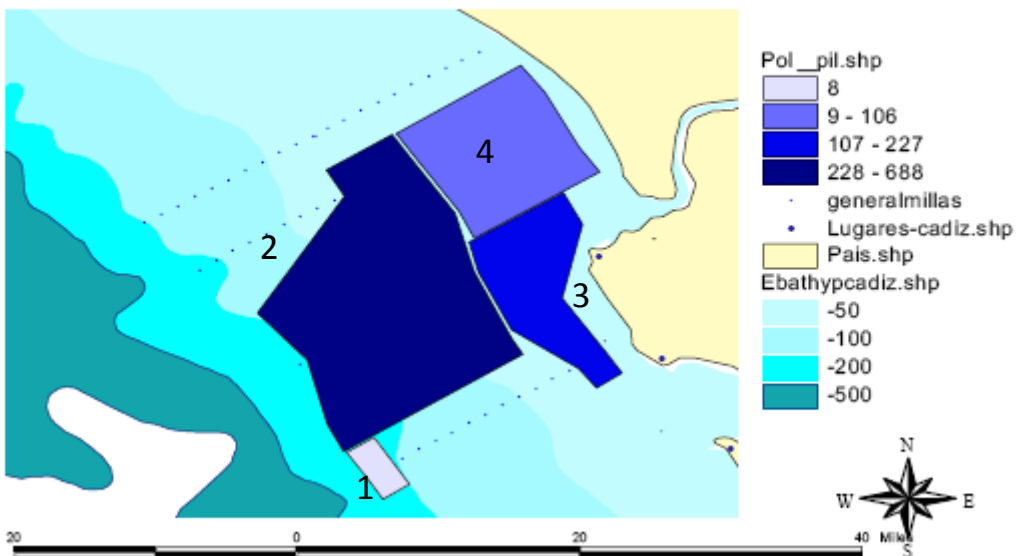 Pol__pil.shp
8
9 - 106
107 - 227
228 - 688
generalmillas
Lugares-cadiz.shp
Pais.shp
Ebathypcadiz.shp
-50
-100
-200
-500
4
2
3
1
N
W E
S
20 0 20 40